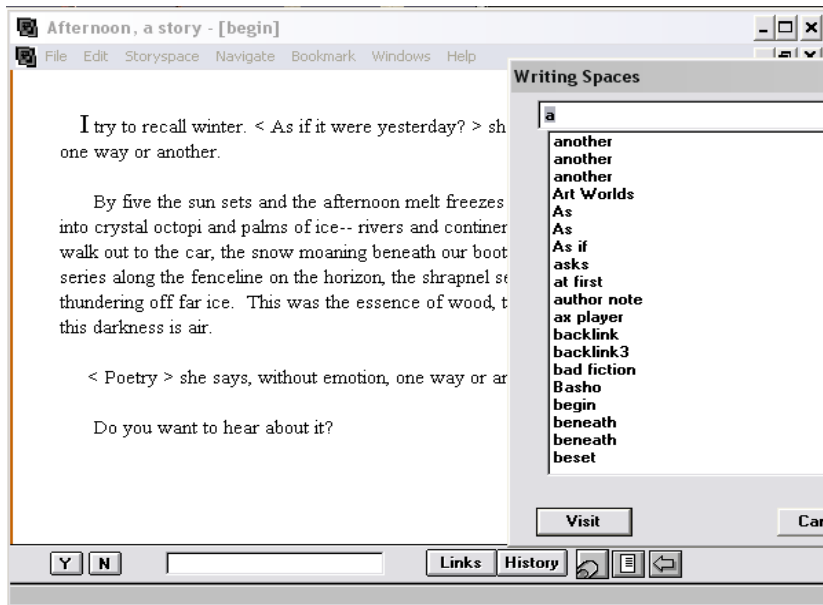 Afternoon, a story - [begin]
File Edit Storyspace Navigate Bookmark Windows Help
I try to recall winter. < As if it were yesterday? > sh
one way or another.
By five the sun sets and the afternoon melt freezes
into crystal octopi and palms of ice-- rivers and continer
walk out to the car, the snow moaning beneath our boot
series along the fenceline on the horizon, the shrapnel se
thundering off far ice. This was the essence of wood, t
this darkness is air.
< Poetry > she says, without emotion, one way or ar
Do you want to hear about it?
Writing Spaces
a
another
another
another
Art Worlds
As
As
As if
asks
at first
author note
ax player
backlink
backlink3
bad fiction
Basho
begin
beneath
beneath
beset
Visit Car
Y N Links History